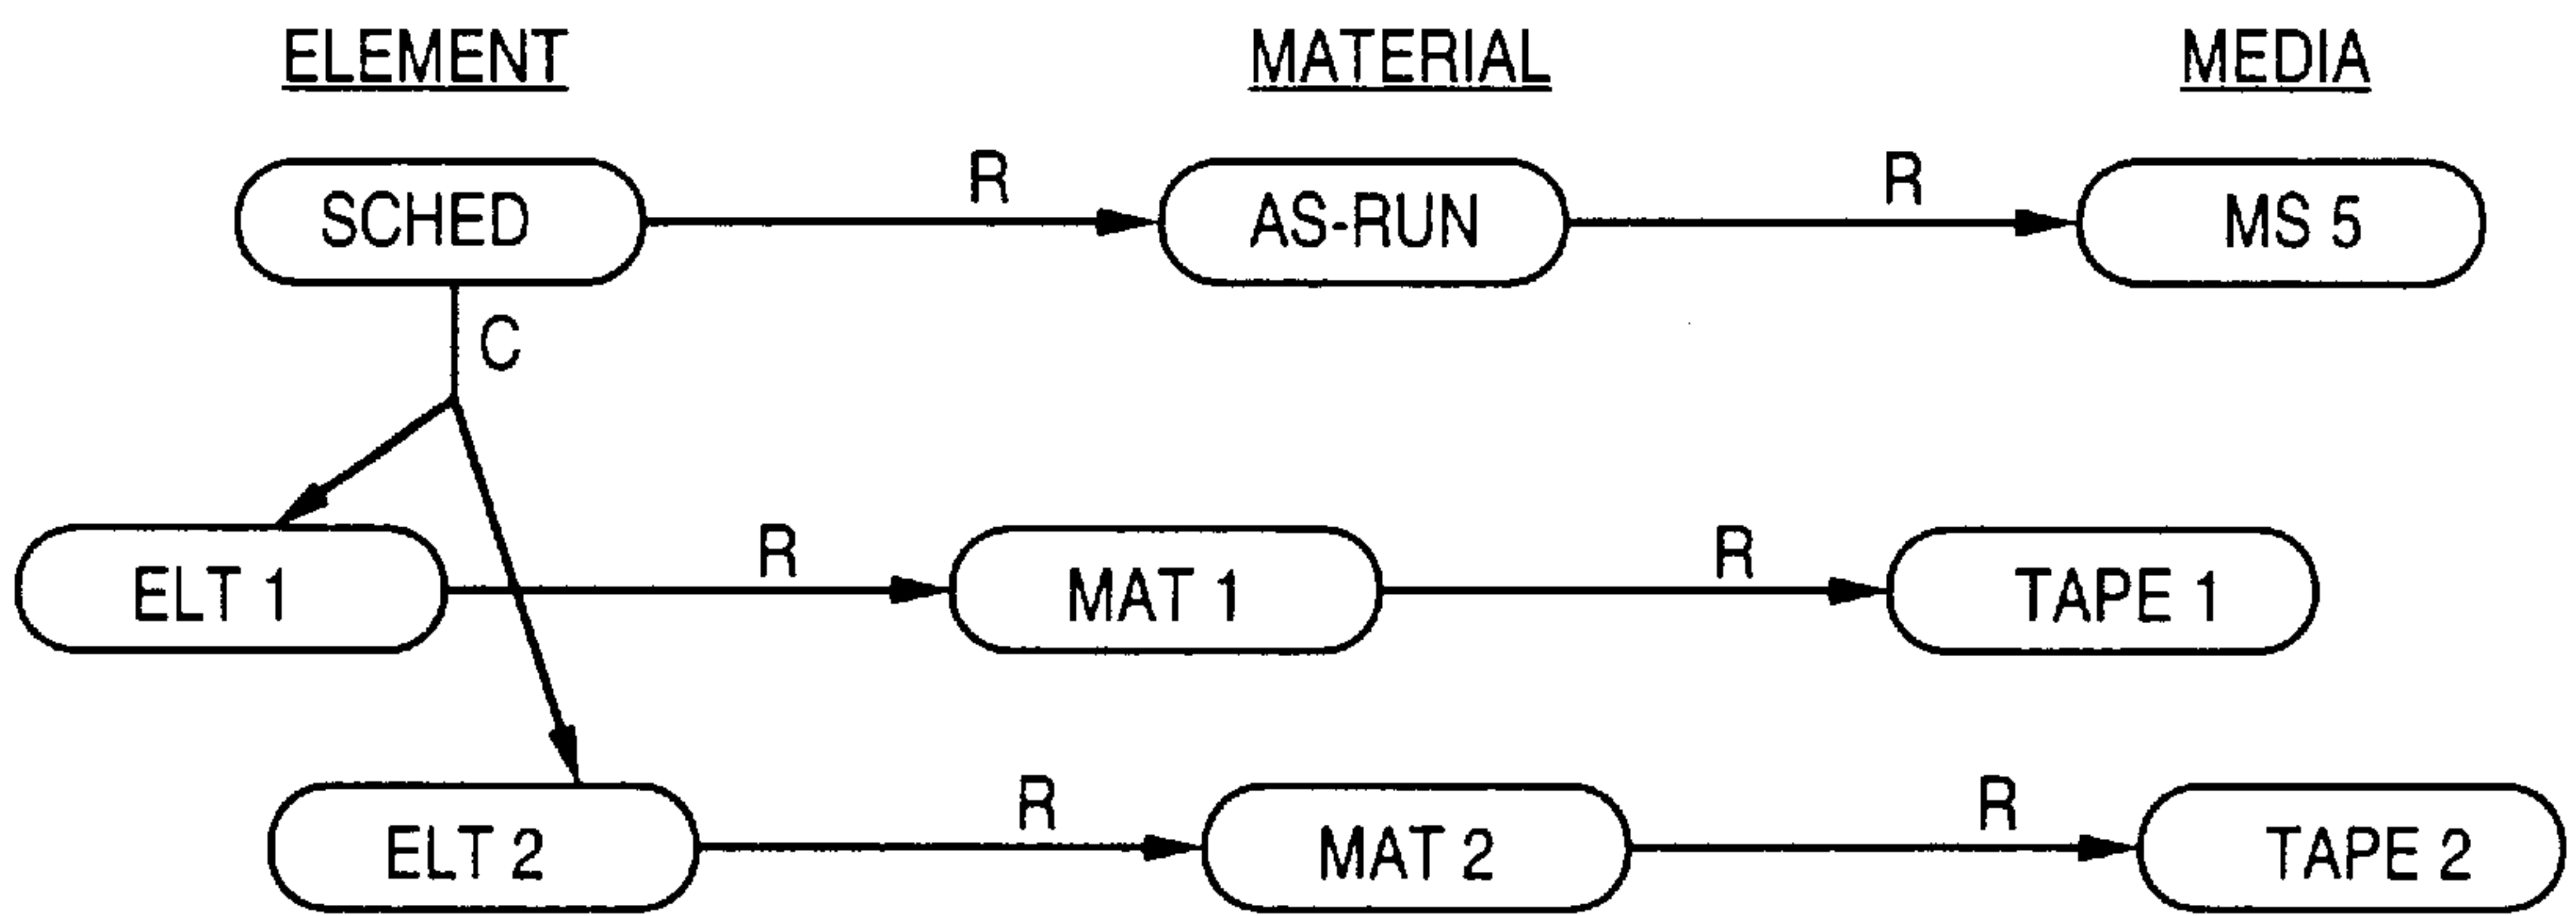 ELEMENT MATERIAL MEDIA
R R
SCHED AS-RUN MS 5
C
R R
ELT 1 MAT 1 TAPE 1
R R
ELT 2 MAT 2 TAPE 2